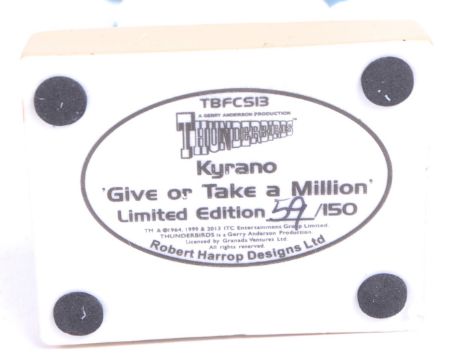 TBFCS13
A GERRY ANDERSON PRODUCTION
THUNDERBIRDS
Kyrano
'Give or Take a Million'
Limited Edition 59/150
TM & ©1964, 1999 & 2013 ITC Entertainment Group Limited.
THUNDERBIRDS is a Gerry Anderson Production
Licensed by Granada Ventures Ltd.
All rights reserved.
Robert Harrop Designs Ltd